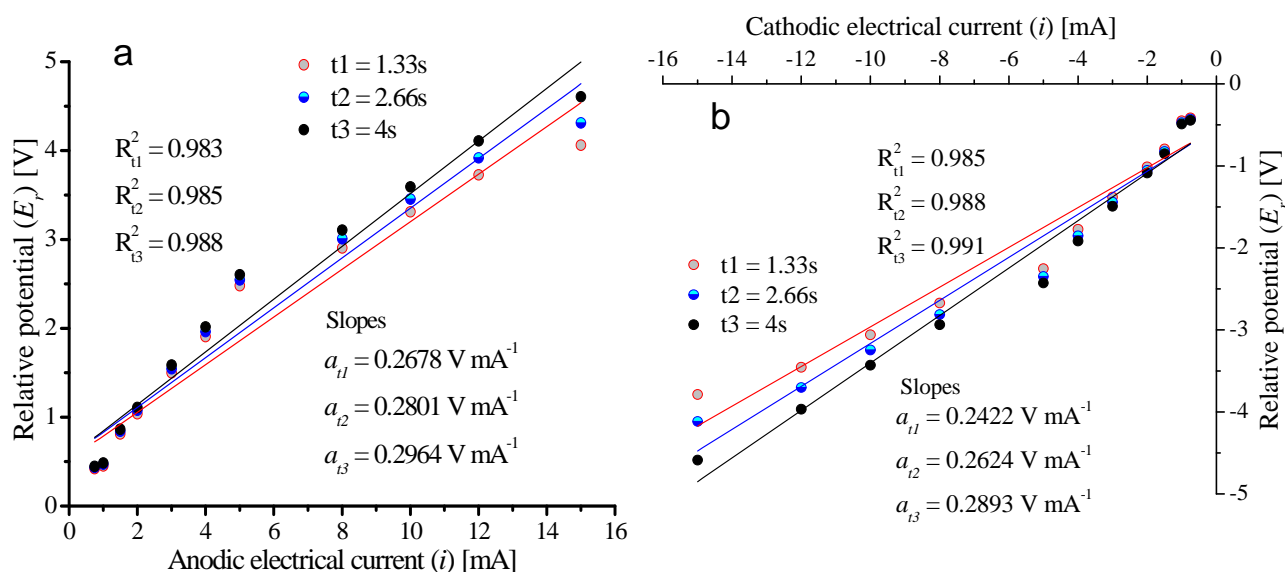 a
t1 = 1.33s
t2 = 2.66s
t3 = 4s
R²t1 = 0.983
R²t2 = 0.985
R²t3 = 0.988
Slopes
at1 = 0.2678 V mA⁻¹
at2 = 0.2801 V mA⁻¹
at3 = 0.2964 V mA⁻¹
Relative potential (Er) [V]
5
4
3
2
1
0
0 2 4 6 8 10 12 14 16
Anodic electrical current (i) [mA]
Cathodic electrical current (i) [mA]
-16 -14 -12 -10 -8 -6 -4 -2 0
b
R²t1 = 0.985
R²t2 = 0.988
R²t3 = 0.991
t1 = 1.33s
t2 = 2.66s
t3 = 4s
Slopes
at1 = 0.2422 V mA⁻¹
at2 = 0.2624 V mA⁻¹
at3 = 0.2893 V mA⁻¹
0
-1
-2
-3
-4
-5
Relative potential (Er) [V]